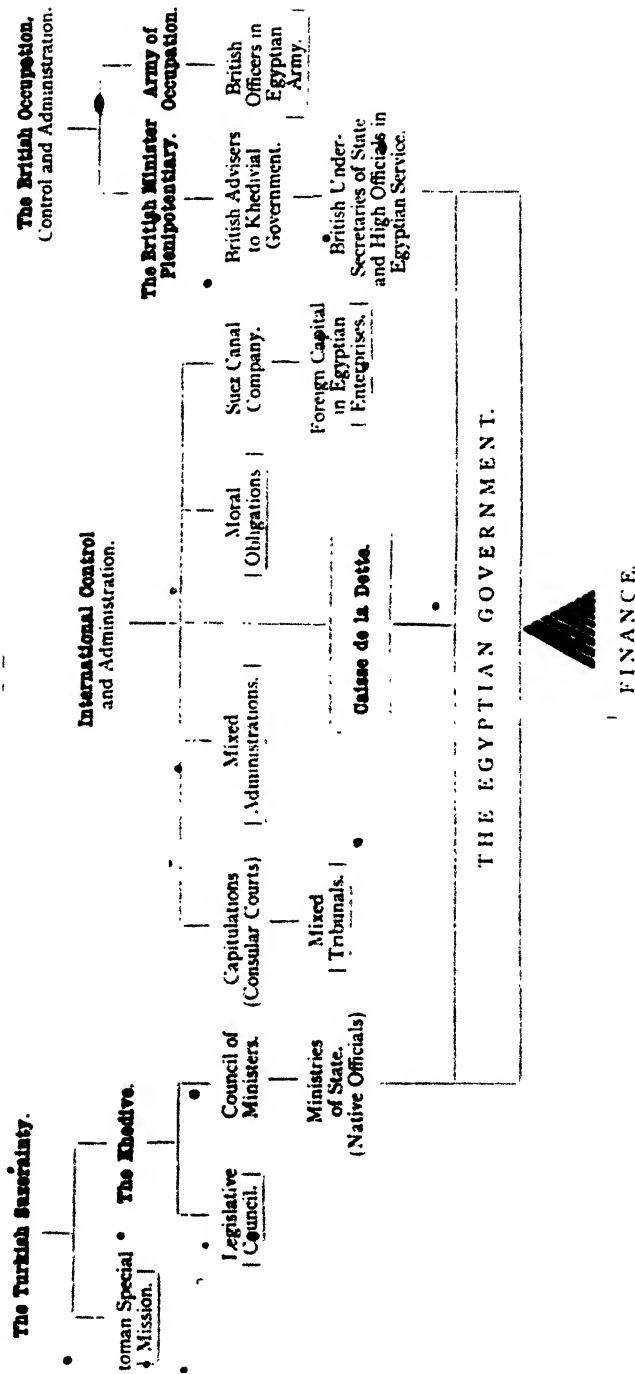 The Turkish Suzerainty.
toman Special
Mission.
The Khedive.
Legislative
Council.
Council of
Ministers.
Ministries
of State.
(Native Officials)
International Control
and Administration.
Capitulations
(Consular Courts)
Mixed
Tribunals.
Mixed
Administrations.
Caisse de la Dette.
Moral
Obligations
Suez Canal
Company.
Foreign Capital
in Egyptian
Enterprises.
The British Occupation,
Control and Administration.
The British Minister
Plenipotentiary.
Army of
Occupation.
British Advisers
to Khedivial
Government.
British Officers in
Egyptian
Army.
British Under-
Secretaries of State
and High Officials in
Egyptian Service.
THE EGYPTIAN GOVERNMENT.
FINANCE.